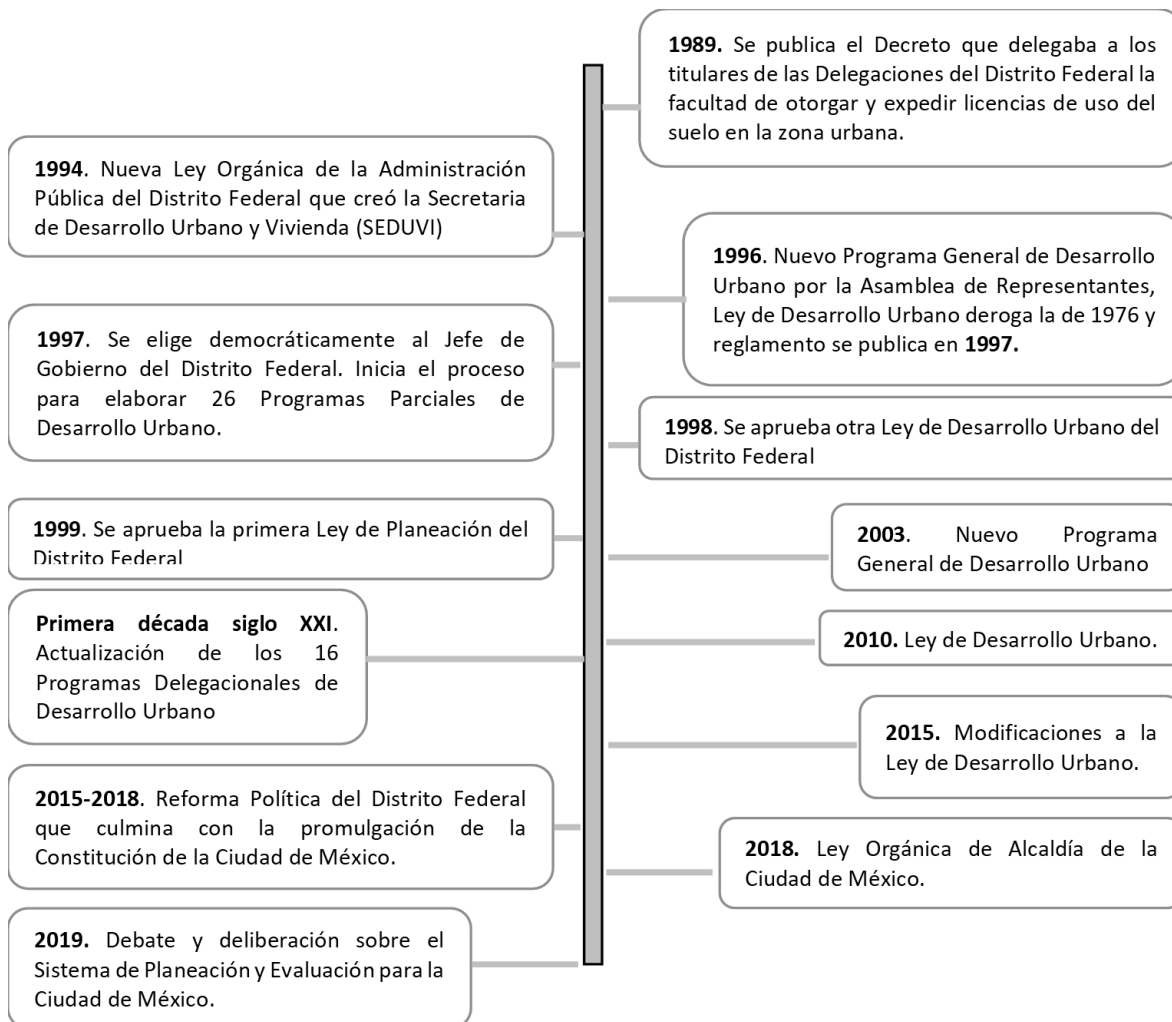 1989. Se publica el Decreto que delegaba a los
titulares de las Delegaciones del Distrito Federal la
facultad de otorgar y expedir licencias de uso del
suelo en la zona urbana.
1994. Nueva Ley Orgánica de la Administración
Pública del Distrito Federal que creó la Secretaria
de Desarrollo Urbano y Vivienda (SEDUVI)
1996. Nuevo Programa General de Desarrollo
Urbano por la Asamblea de Representantes,
Ley de Desarrollo Urbano deroga la de 1976 y
reglamento se publica en 1997.
1997. Se elige democráticamente al Jefe de
Gobierno del Distrito Federal. Inicia el proceso
para elaborar 26 Programas Parciales de
Desarrollo Urbano.
1998. Se aprueba otra Ley de Desarrollo Urbano del
Distrito Federal
1999. Se aprueba la primera Ley de Planeación del
Distrito Federal
2003. Nuevo Programa
General de Desarrollo Urbano
Primera década siglo XXI.
Actualización de los 16
Programas Delegacionales de
Desarrollo Urbano
2010. Ley de Desarrollo Urbano.
2015. Modificaciones a la
Ley de Desarrollo Urbano.
2015-2018. Reforma Política del Distrito Federal
que culmina con la promulgación de la
Constitución de la Ciudad de México.
2018. Ley Orgánica de Alcaldía de la
Ciudad de México.
2019. Debate y deliberación sobre el
Sistema de Planeación y Evaluación para la
Ciudad de México.